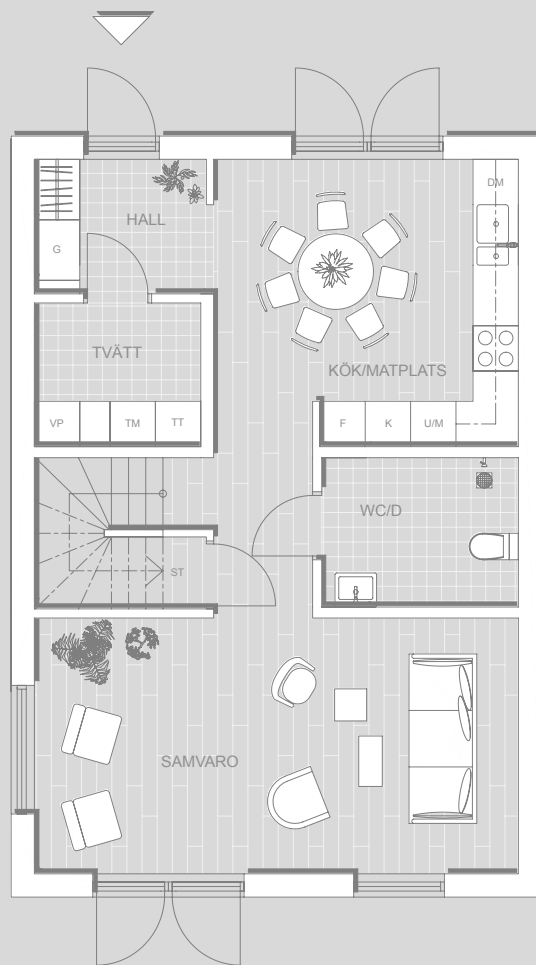 DM
HALL
G
TVÄTT
KÖK/MATPLATS
VP
TM
TT
F
K
U/M
WC/D
ST
SAMVARO